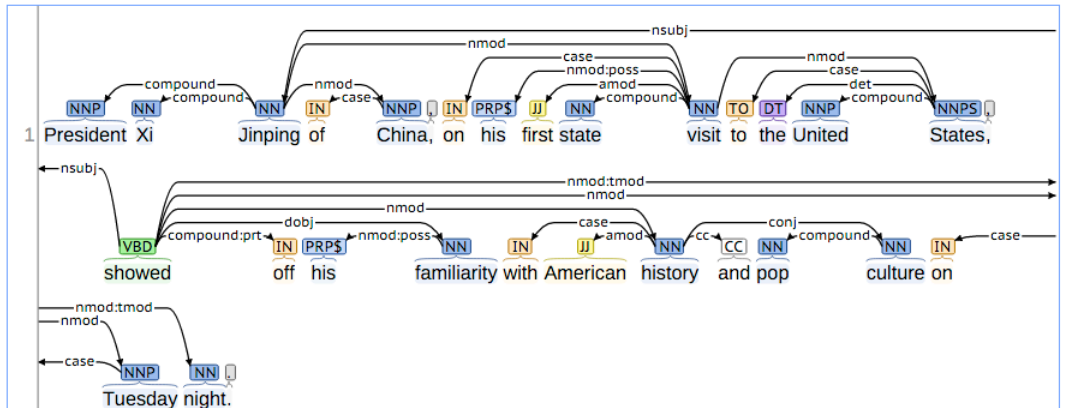 nsubj
nmod
case nmod
nmod:poss case
compound nmod amod det
compound case compound compound
NNP NN NN IN NNP , IN PRP$ JJ NN NN TO DT NNP NNPS ,
1 President Xi Jinping of China, on his first state visit to the United States,
nsubj
nmod:tmod
nmod
nmod
dobj case conj
compound:prt nmod:poss amod cc compound case
VBD IN PRP$ NN IN JJ NN CC NN NN IN
showed off his familiarity with American history and pop culture on
nmod:tmod
nmod
case
NNP NN .
Tuesday night.